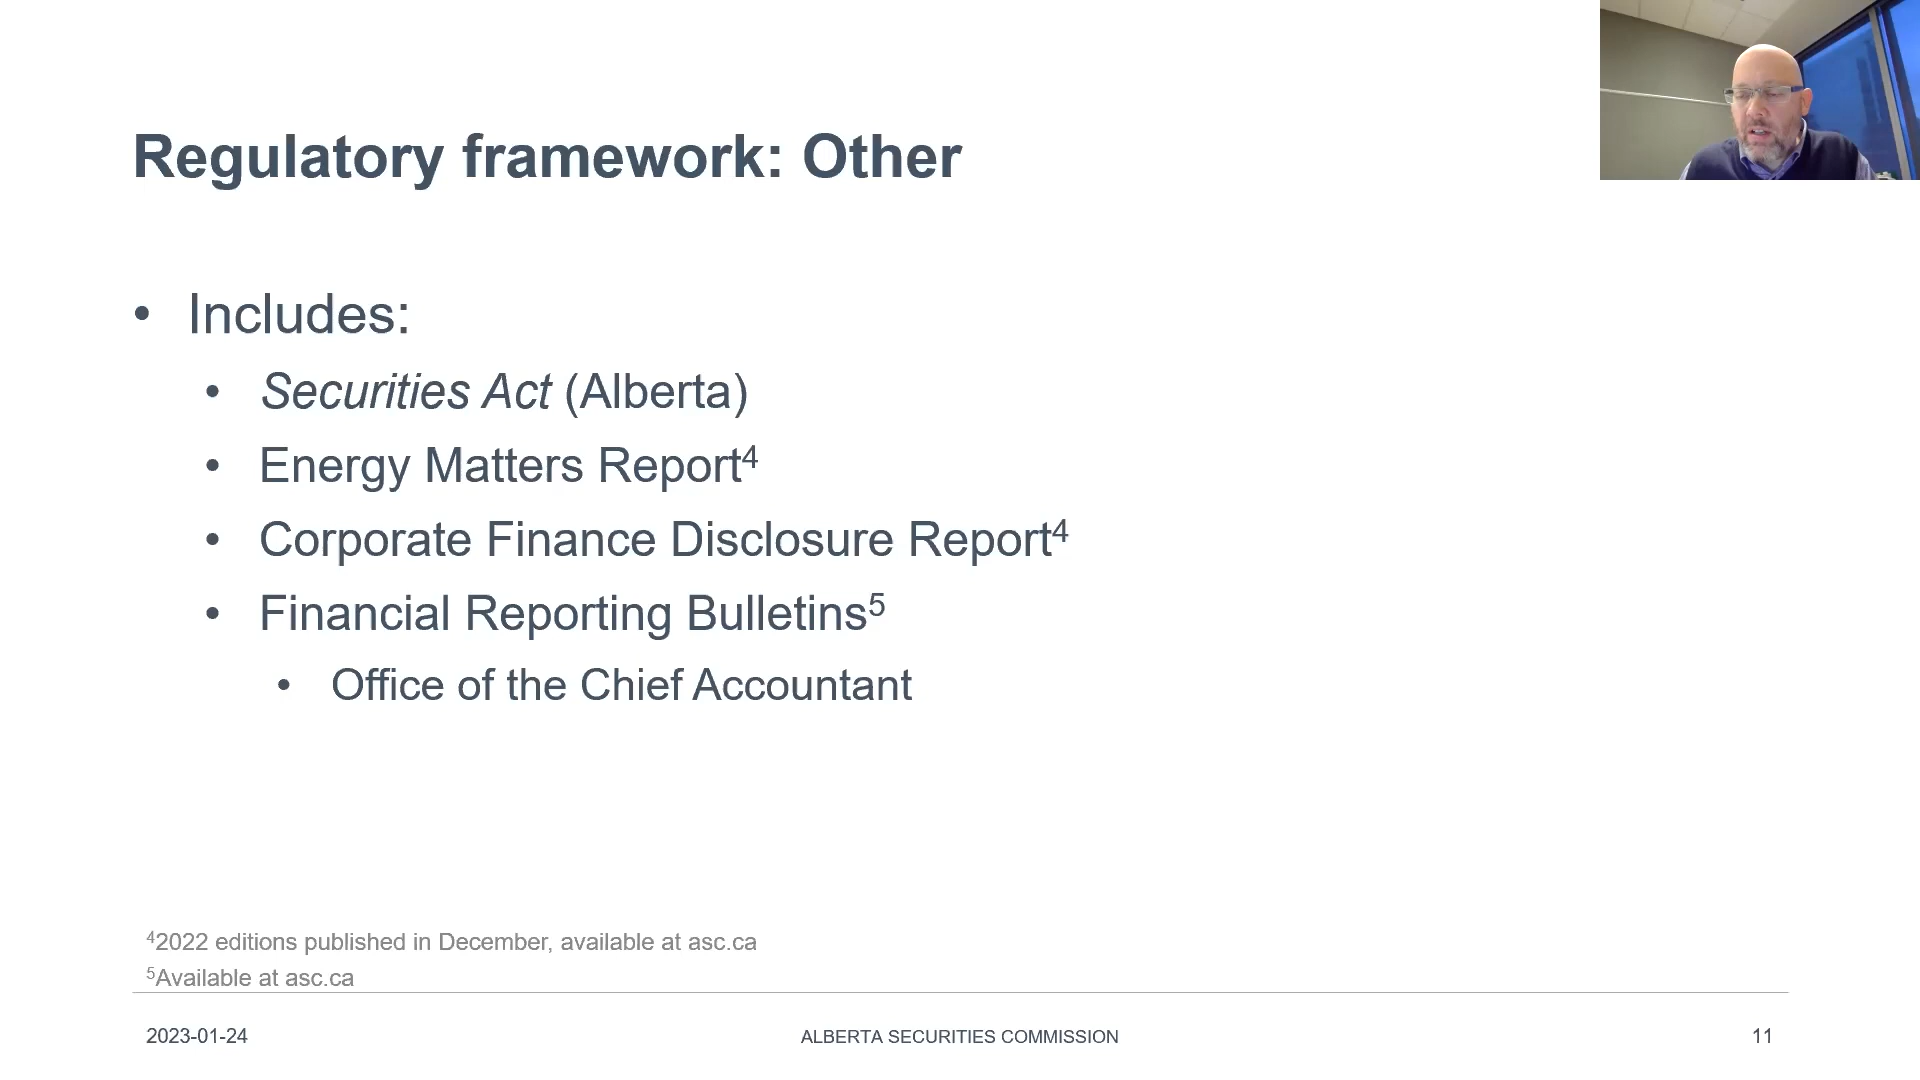 Regulatory framework: Other
• Includes:
• Securities Act (Alberta)
• Energy Matters Report⁴
• Corporate Finance Disclosure Report⁴
• Financial Reporting Bulletins⁵
• Office of the Chief Accountant
⁴2022 editions published in December, available at asc.ca
⁵Available at asc.ca
2023-01-24
ALBERTA SECURITIES COMMISSION
11